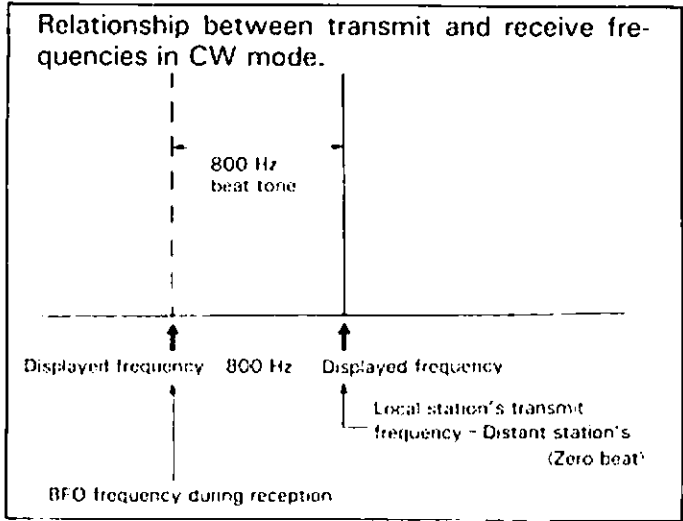 Relationship between transmit and receive fre-
quencies in CW mode.
800 Hz
beat tone
Displayed frequency - 800 Hz
Displayed frequency
Local station's transmit
frequency - Distant station's
(Zero beat)
BFO frequency during reception